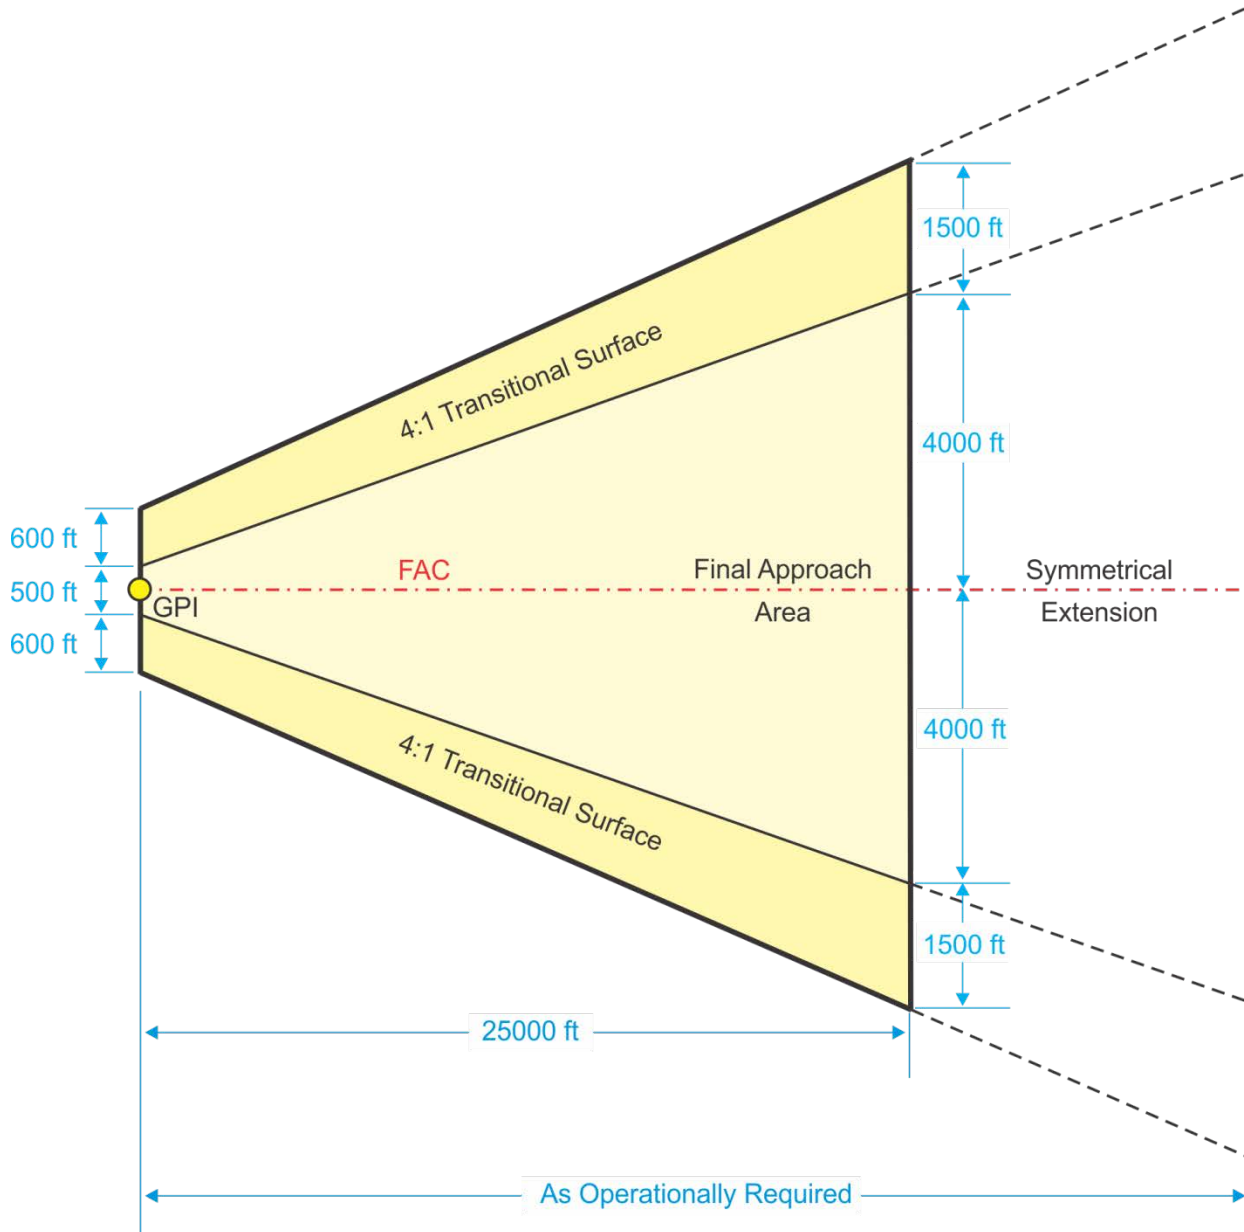 1500 ft
4:1 Transitional Surface
4000 ft
600 ft
FAC
Final Approach
Symmetrical
500 ft
GPI
Area
Extension
600 ft
4000 ft
4:1 Transitional Surface
1500 ft
25000 ft
As Operationally Required